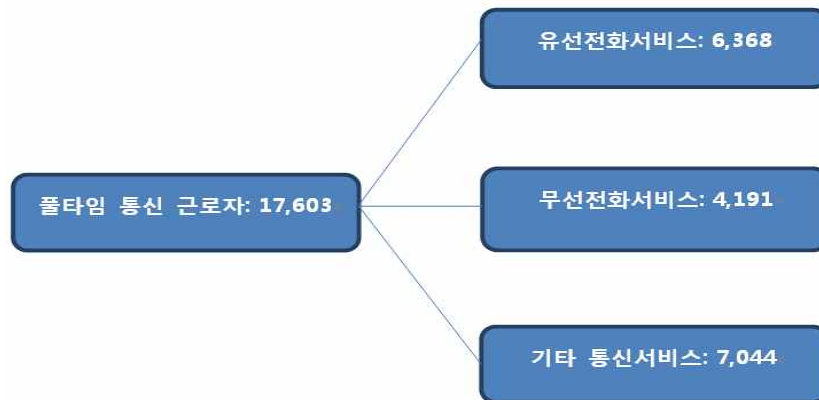 유선전화서비스: 6,368
풀타임 통신 근로자: 17,603
무선전화서비스: 4,191
기타 통신서비스: 7,044